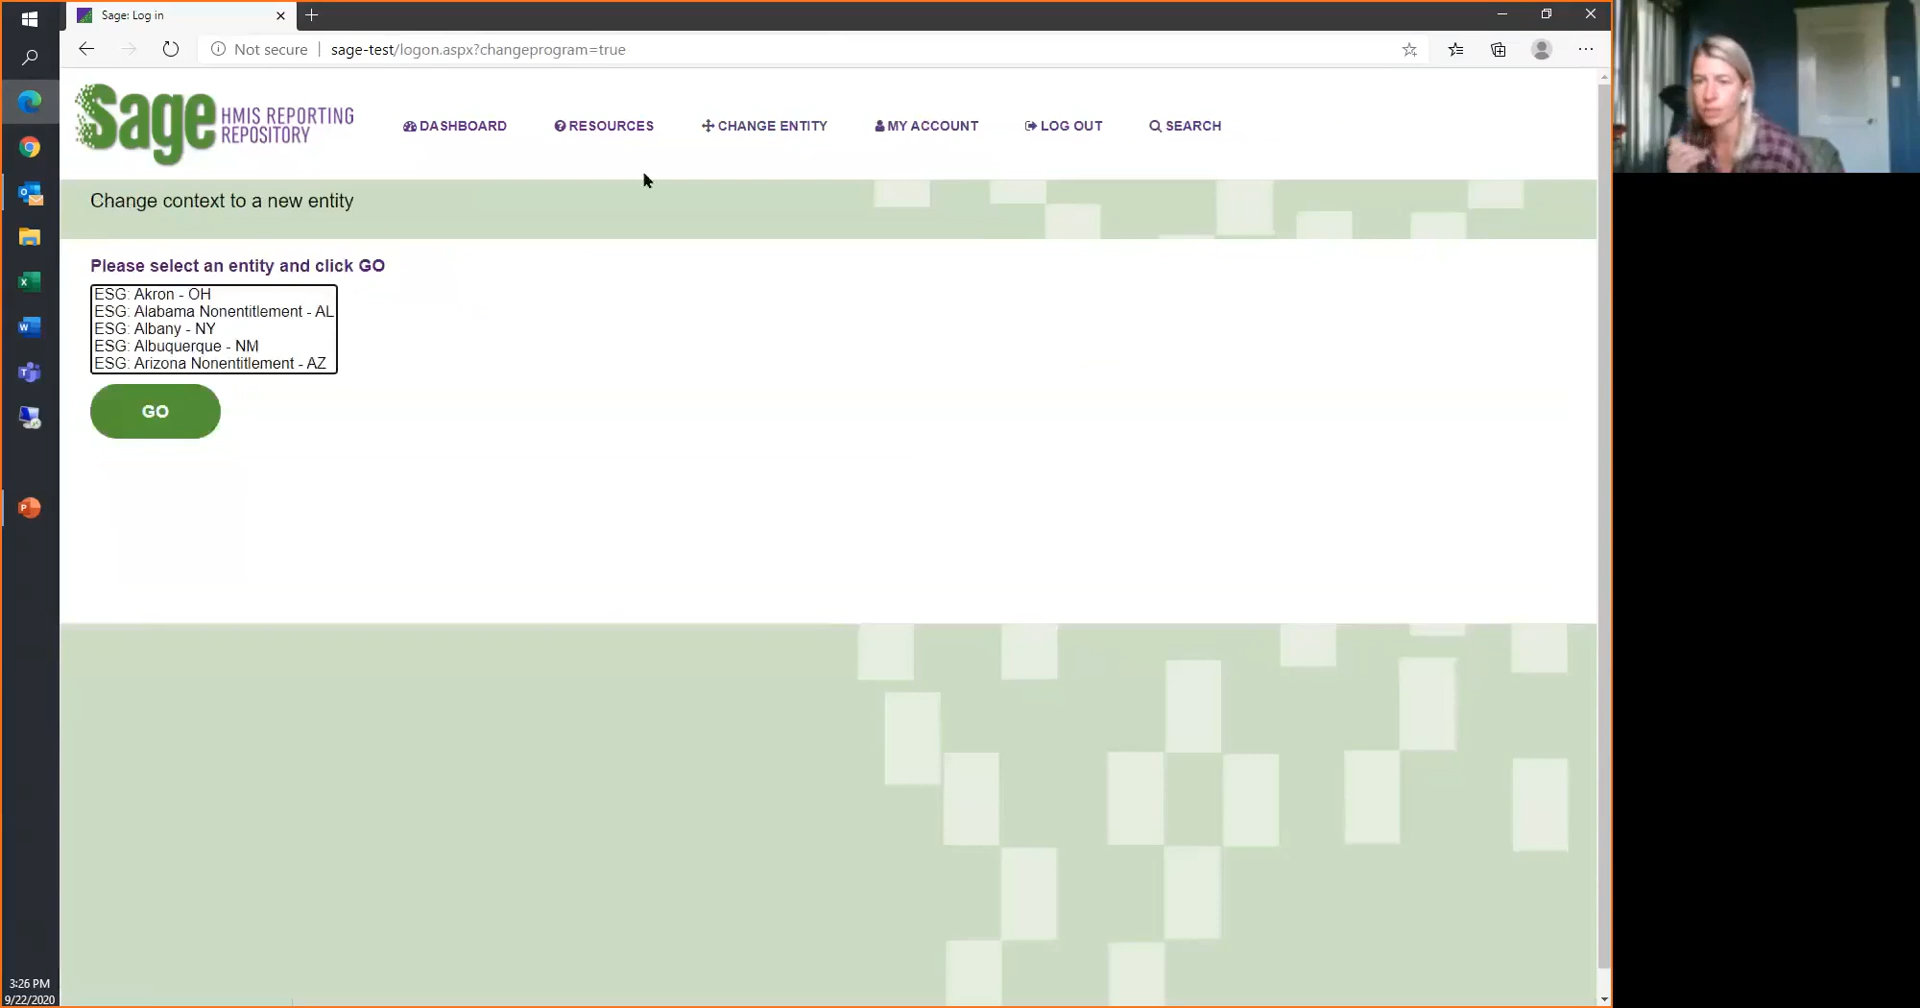 Sage: Log in
Not secure | sage-test/logon.aspx?changeprogram=true
Sage HMIS REPORTING REPOSITORY
DASHBOARD RESOURCES CHANGE ENTITY MY ACCOUNT LOG OUT SEARCH
Change context to a new entity
Please select an entity and click GO
ESG: Akron - OH
ESG: Alabama Nonentitlement - AL
ESG: Albany - NY
ESG: Albuquerque - NM
ESG: Arizona Nonentitlement - AZ
GO
3:26 PM
9/22/2020